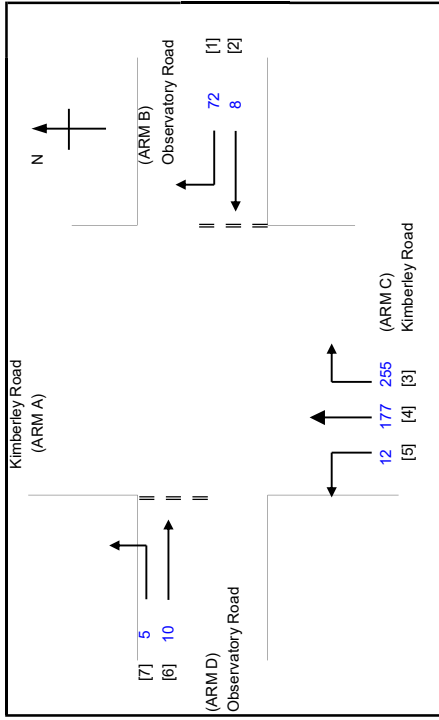 Kimberley Road
(ARM A)
N
(ARM B)
Observatory Road
72 [1]
8 [2]
[7] 5
[6] 10
(ARM D)
Observatory Road
12 177 255 (ARM C)
[5] [4] [3] Kimberley Road